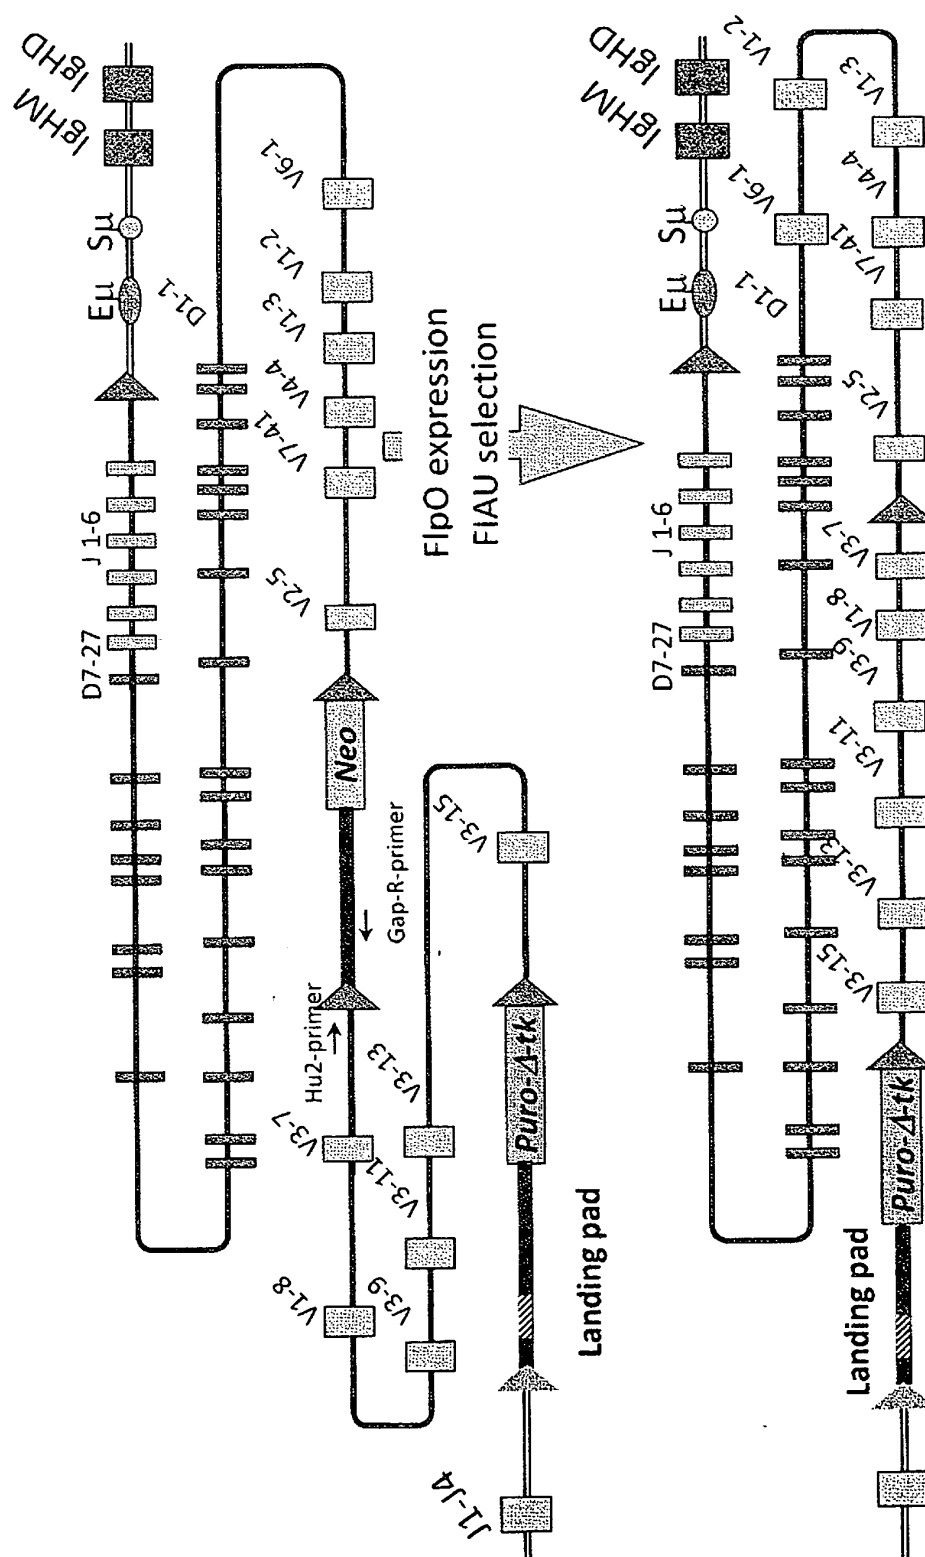 IgHD
IgHM
Sμ
Eμ
D1-1
J 1-6
D7-27
V6-1
V1-2
V1-3
V4-4
V7-41
V2-5
Neo
Gap-R-primer
Hu2-primer
V3-7
V1-8
V3-13
V3-11
V3-9
V3-15
Puro-Δ-tk
Landing pad
J1-J4
FlpO expression
FIAU selection
IgHD
IgHM
Sμ
Eμ
D1-1
J 1-6
D7-27
V1-2
V6-1
V1-3
V4-4
V7-41
V2-5
V3-7
V1-8
V3-9
V3-11
V3-13
V3-15
Puro-Δ-tk
Landing pad